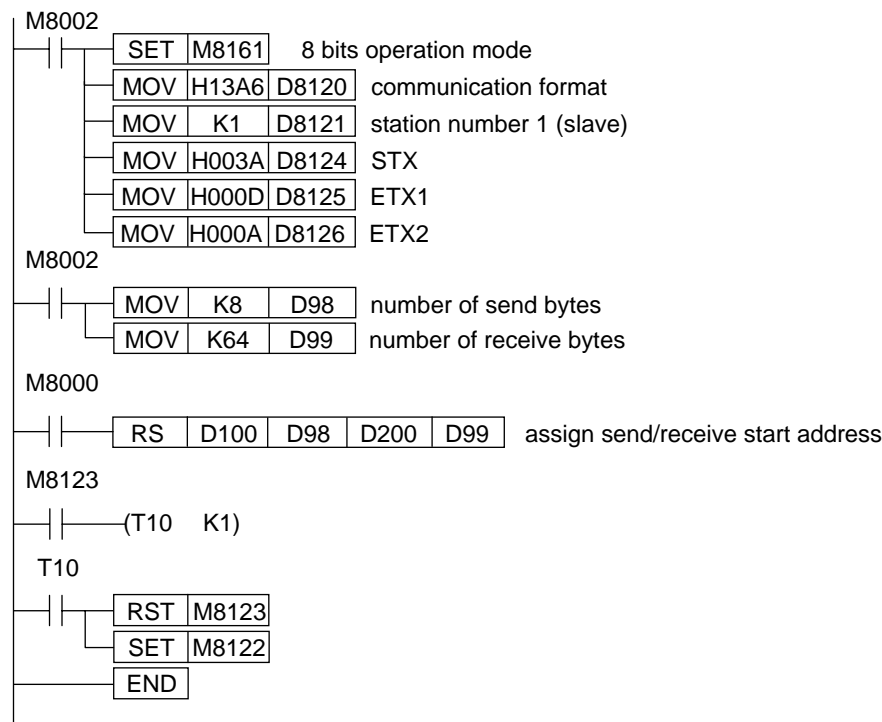 M8002
SET M8161 8 bits operation mode
MOV H13A6 D8120 communication format
MOV K1 D8121 station number 1 (slave)
MOV H003A D8124 STX
MOV H000D D8125 ETX1
MOV H000A D8126 ETX2
M8002
MOV K8 D98 number of send bytes
MOV K64 D99 number of receive bytes
M8000
RS D100 D98 D200 D99 assign send/receive start address
M8123
(T10 K1)
T10
RST M8123
SET M8122
END